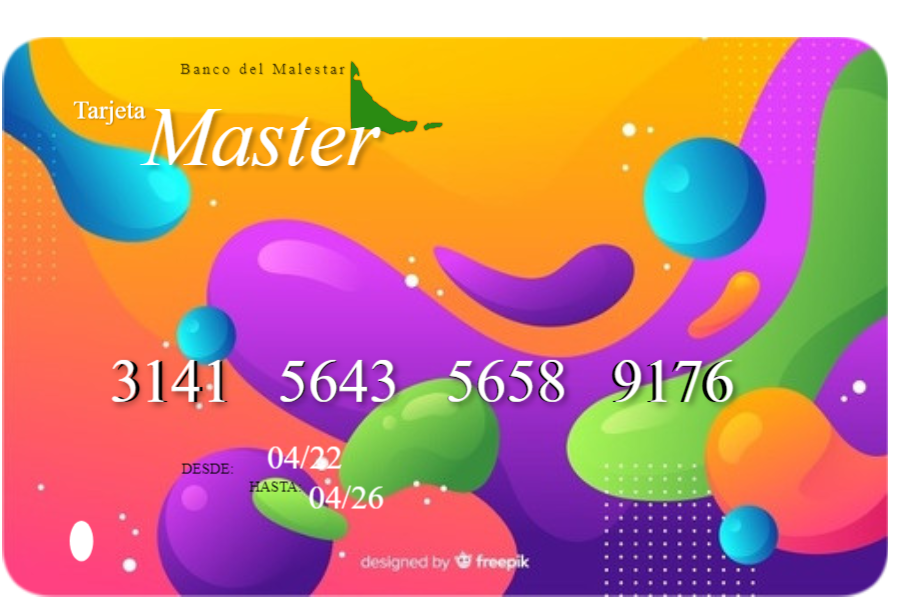 Banco del Malestar
Tarjeta
Master
3141 5643 5658 9176
DESDE: 04/22
HASTA: 04/26
designed by freepik